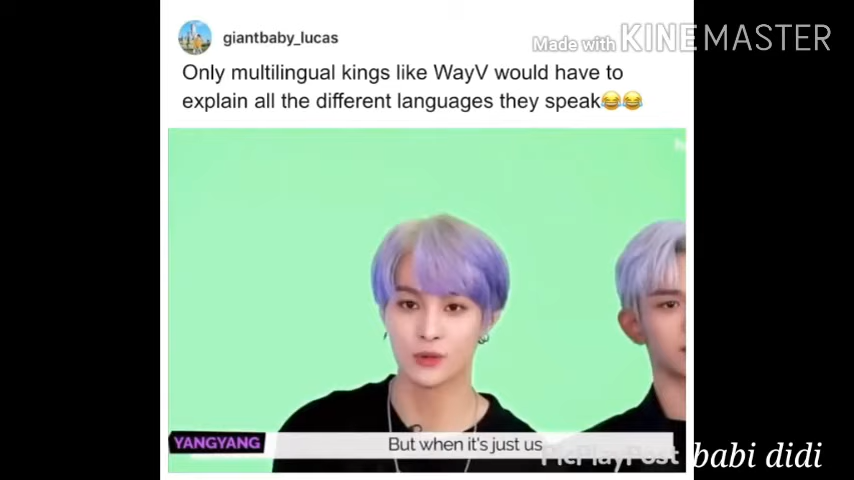 giantbaby_lucas
Made with KINEMASTER
Only multilingual kings like WayV would have to
explain all the different languages they speak😂😂
YANGYANG
But when it's just us
PicPlayPost
babi didi